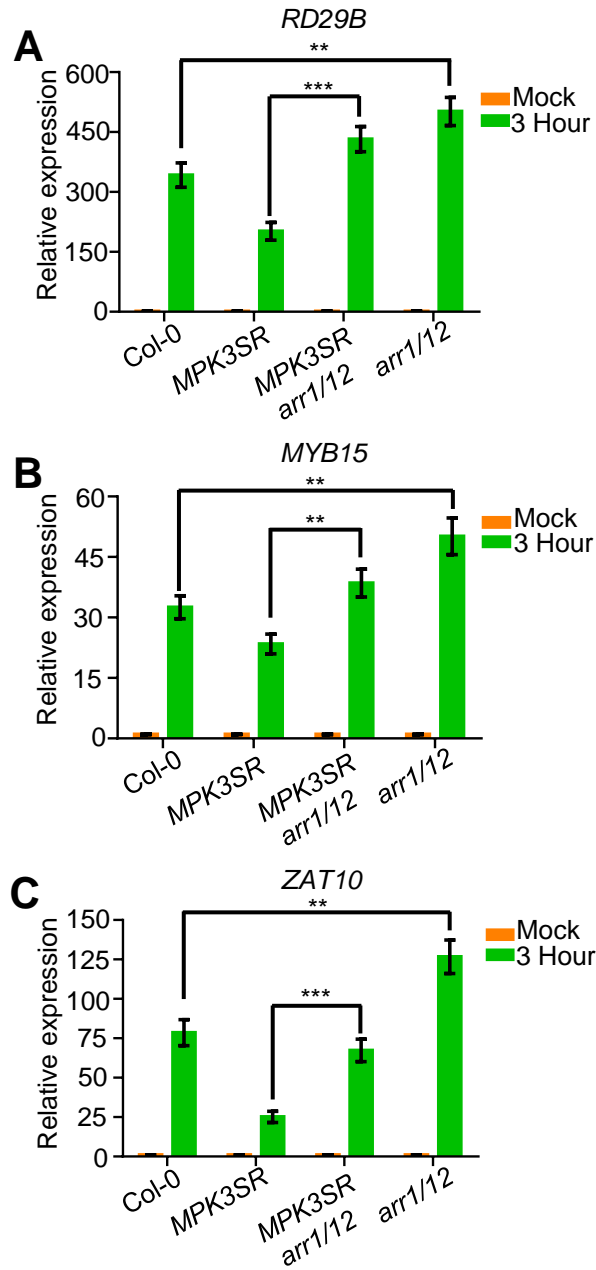 A
RD29B
**
***
Mock
3 Hour
Relative expression
600
450
300
150
0
Col-0
MPK3SR
MPK3SR
arr1/12
arr1/12
B
MYB15
**
**
Mock
3 Hour
Relative expression
60
45
30
15
0
Col-0
MPK3SR
MPK3SR
arr1/12
arr1/12
C
ZAT10
**
***
Mock
3 Hour
Relative expression
150
125
75
50
25
0
Col-0
MPK3SR
MPK3SR
arr1/12
arr1/12